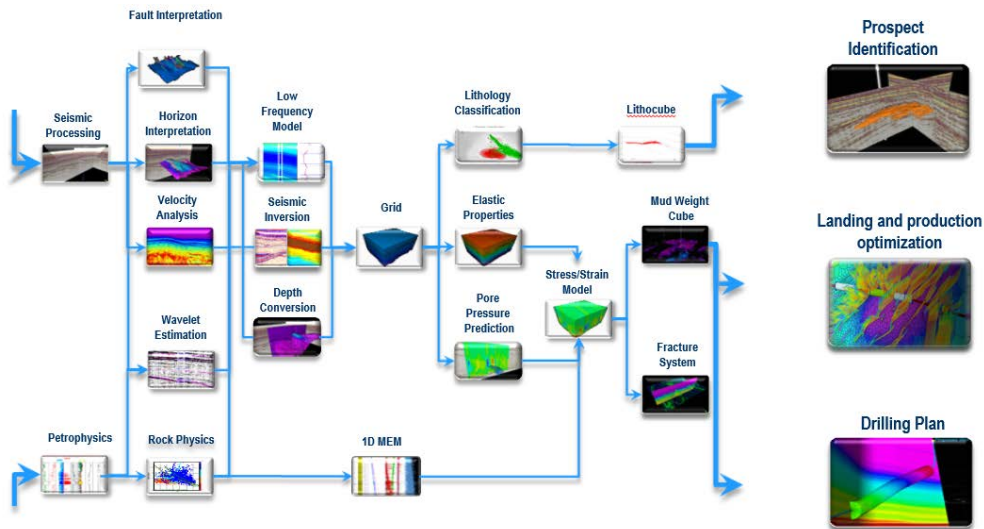 Fault Interpretation
Seismic
Processing
Horizon
Interpretation
Velocity
Analysis
Wavelet
Estimation
Petrophysics
Rock Physics
Low
Frequency
Model
Seismic
Inversion
Depth
Conversion
1D MEM
Grid
Lithology
Classification
Elastic
Properties
Pore
Pressure
Prediction
Stress/Strain
Model
Lithocube
Mud Weight
Cube
Fracture
System
Prospect
Identification
Landing and production
optimization
Drilling Plan